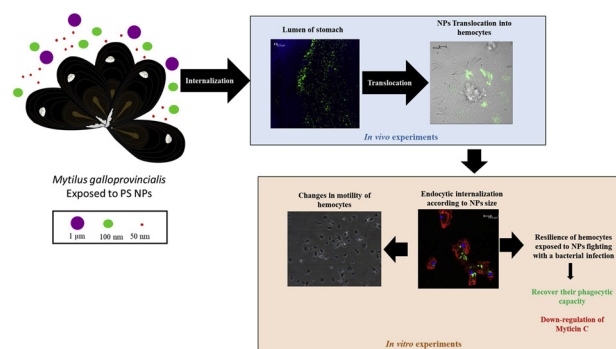 Lumen of stomach
NPs Translocation into
hemocytes
Internalization
Translocation
In vivo experiments
Mytilus galloprovincialis
Exposed to PS NPs
1 μm
100 nm
50 nm
Changes in motility of
hemocytes
Endocytic internalization
according to NPs size
Resilience of hemocytes
exposed to NPs fighting
with a bacterial infection
Recover their phagocytic
capacity
Down-regulation of
Myticin C
In vitro experiments